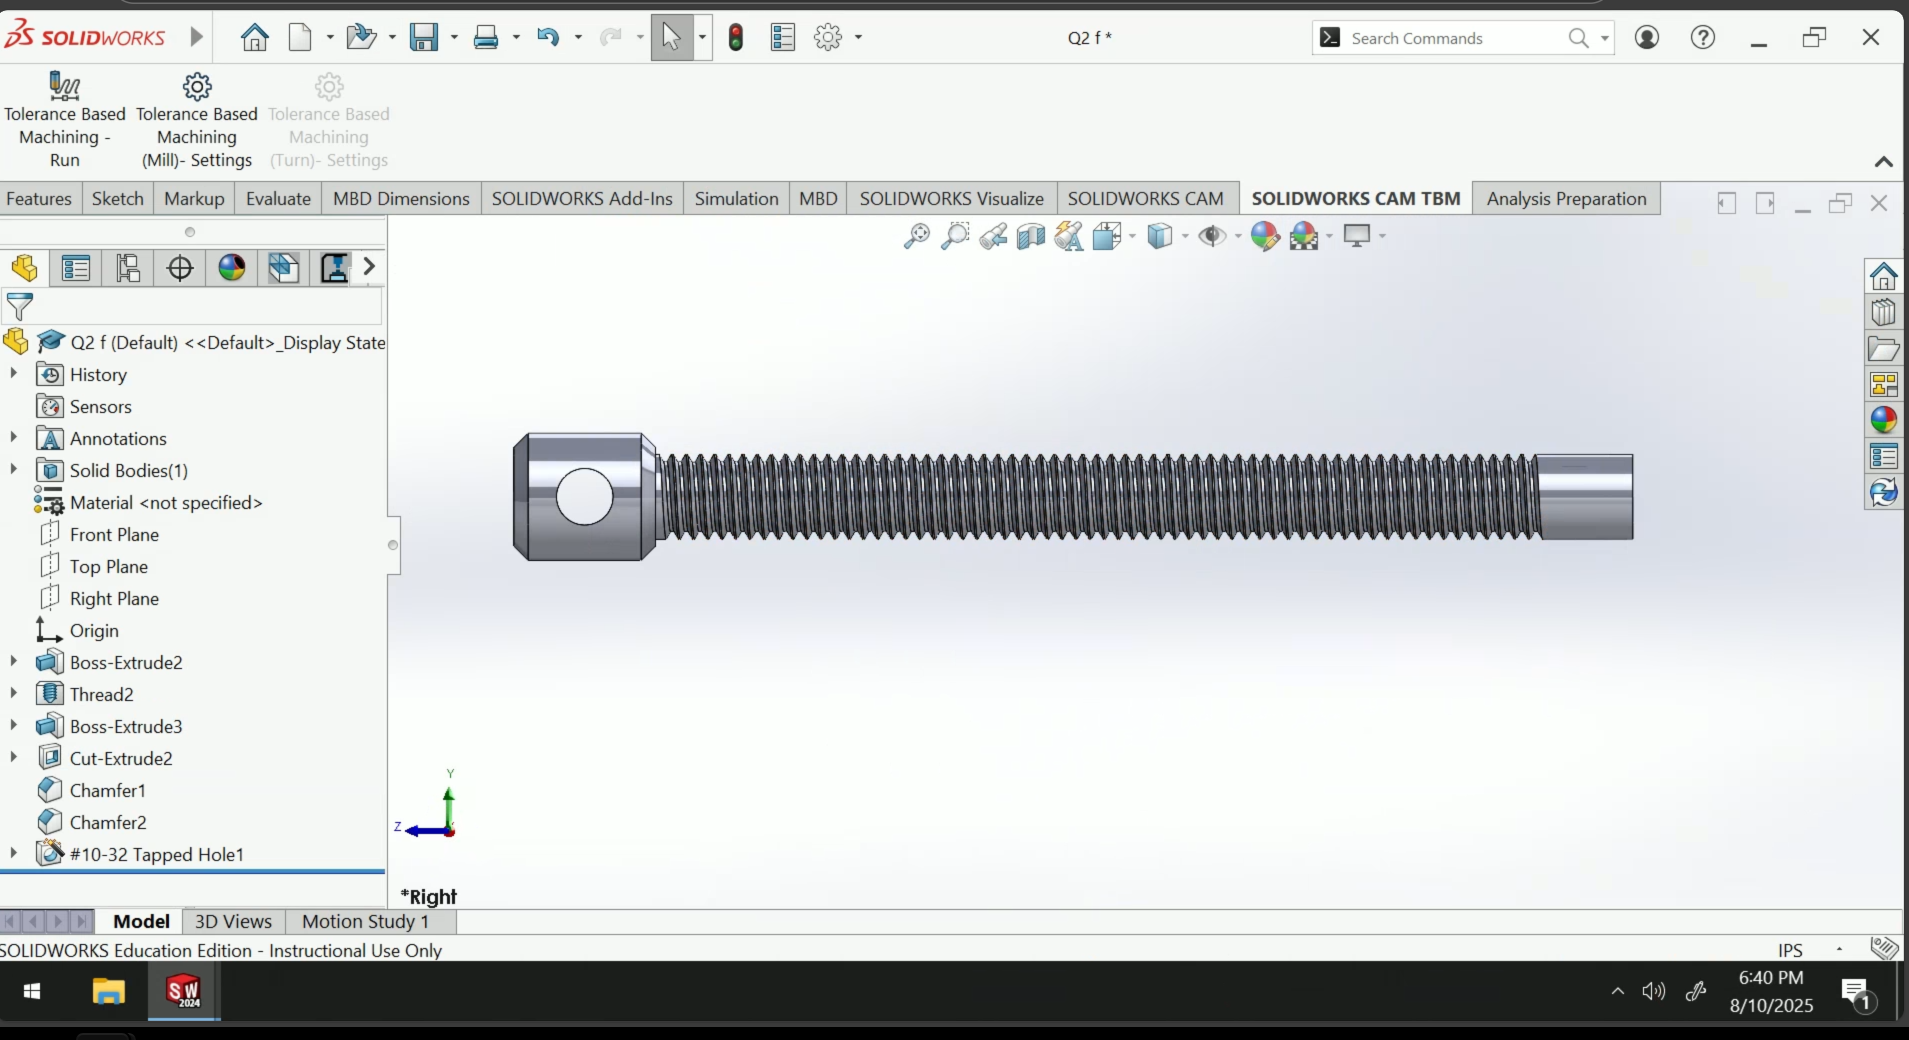 SOLIDWORKS
Q2 f *
Search Commands
Tolerance Based Machining - Run
Tolerance Based Machining (Mill)- Settings
Tolerance Based Machining (Turn)- Settings
Features Sketch Markup Evaluate MBD Dimensions SOLIDWORKS Add-Ins Simulation MBD SOLIDWORKS Visualize SOLIDWORKS CAM SOLIDWORKS CAM TBM Analysis Preparation
Q2 f (Default) <<Default>_Display State
History
Sensors
Annotations
Solid Bodies(1)
Material <not specified>
Front Plane
Top Plane
Right Plane
Origin
Boss-Extrude2
Thread2
Boss-Extrude3
Cut-Extrude2
Chamfer1
Chamfer2
#10-32 Tapped Hole1
Y
Z
*Right
Model 3D Views Motion Study 1
SOLIDWORKS Education Edition - Instructional Use Only
IPS
SW
2024
6:40 PM
8/10/2025
1